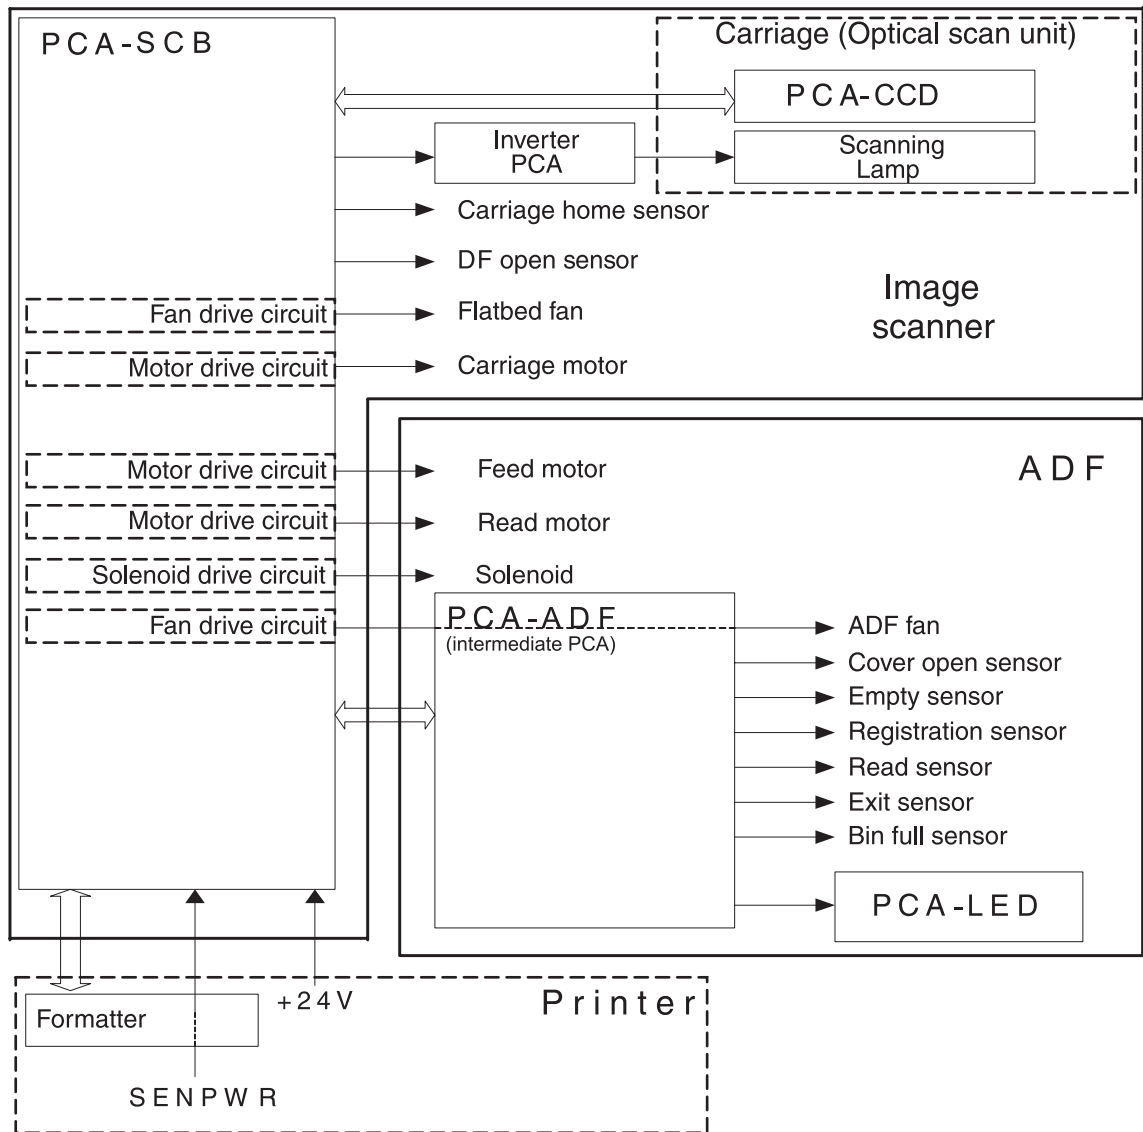 PCA-SCB
Carriage (Optical scan unit)
PCA-CCD
Inverter
PCA
Scanning
Lamp
Carriage home sensor
DF open sensor
Image
scanner
Fan drive circuit
Flatbed fan
Motor drive circuit
Carriage motor
ADF
Motor drive circuit
Feed motor
Motor drive circuit
Read motor
Solenoid drive circuit
Solenoid
Fan drive circuit
PCA-ADF
(intermediate PCA)
ADF fan
Cover open sensor
Empty sensor
Registration sensor
Read sensor
Exit sensor
Bin full sensor
PCA-LED
Printer
+24V
Formatter
SENPWR